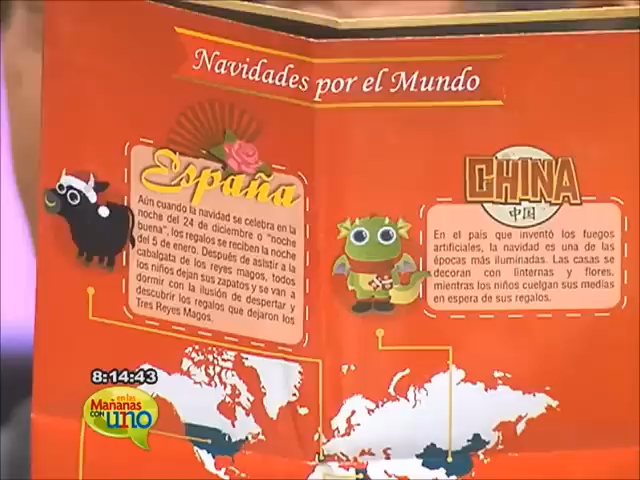 Navidades por el Mundo
España
Aún cuando la navidad se celebra en la
noche del 24 de diciembre o "noche
buena", los regalos se reciben la noche
del 5 de enero. Después de asistir a la
cabalgata de los reyes magos, todos
los niños dejan sus zapatos y se van a
dormir con la ilusión de despertar y
descubrir los regalos que dejaron los
Tres Reyes Magos.
CHINA
中国
En el país que inventó los fuegos
artificiales, la navidad es una de las
épocas más iluminadas. Las casas se
decoran con linternas y flores,
mientras los niños cuelgan sus medias
en espera de sus regalos.
8:14:43
en las
Mañanas
CON uno